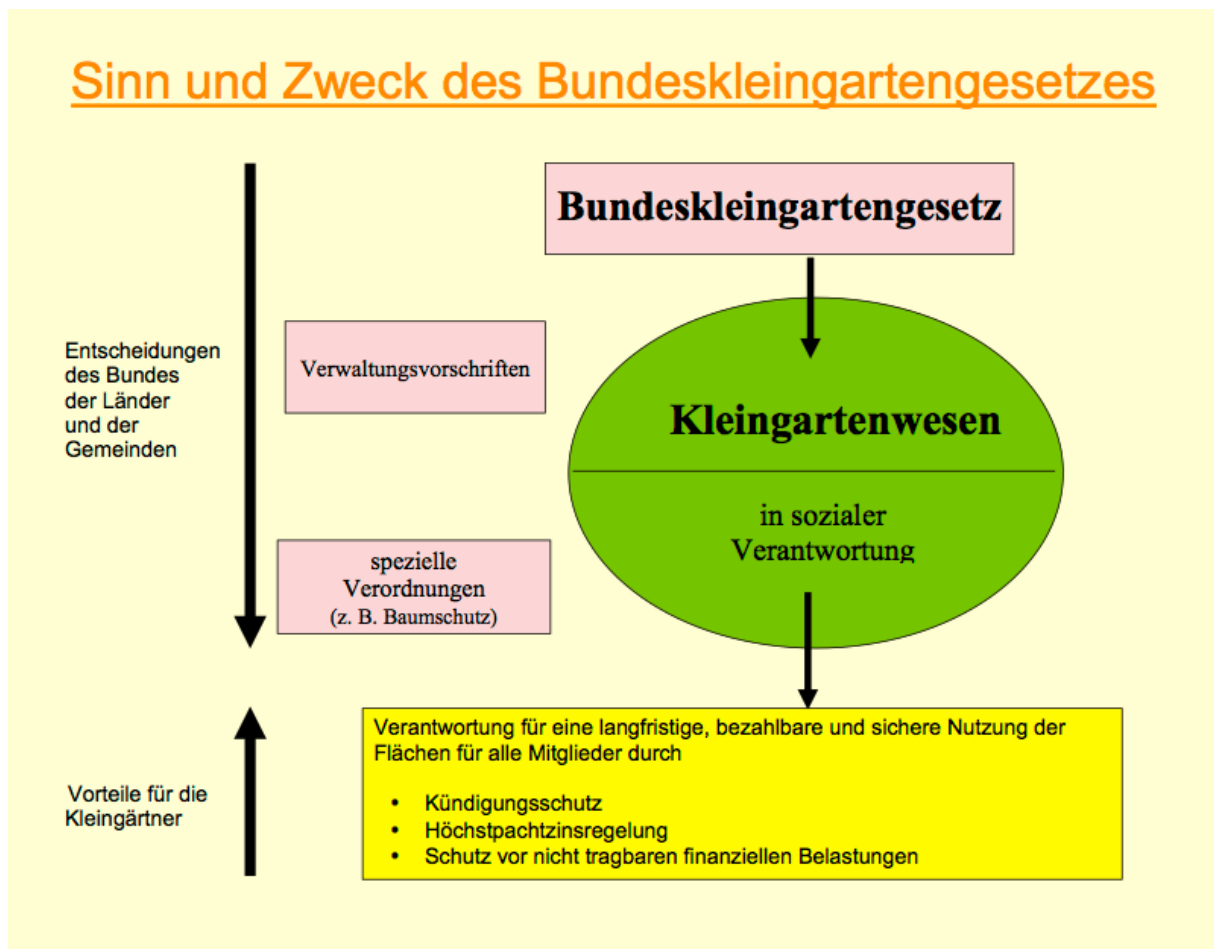 Sinn und Zweck des Bundeskleingartengesetzes
Bundeskleingartengesetz
Entscheidungen
des Bundes
der Länder
und der
Gemeinden
Verwaltungsvorschriften
Kleingartenwesen
in sozialer
Verantwortung
spezielle
Verordnungen
(z. B. Baumschutz)
Vorteile für die
Kleingärtner
Verantwortung für eine langfristige, bezahlbare und sichere Nutzung der
Flächen für alle Mitglieder durch
• Kündigungsschutz
• Höchstpachtzinsregelung
• Schutz vor nicht tragbaren finanziellen Belastungen